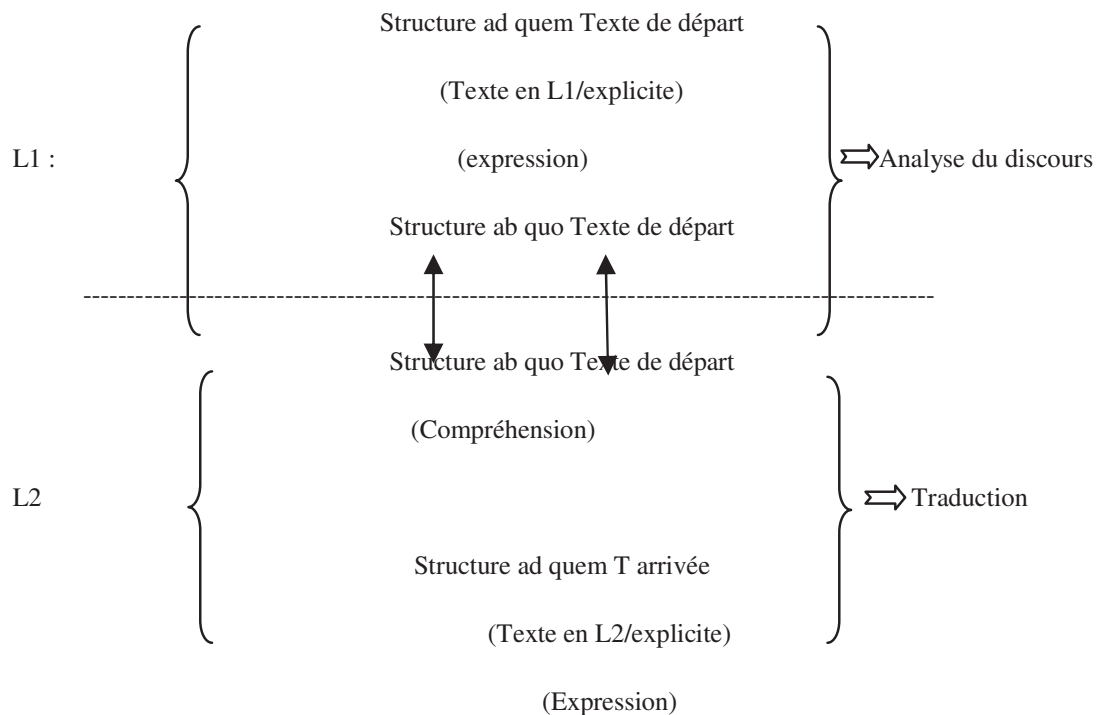 Structure ad quem Texte de départ
(Texte en L1/explicite)
L1 : (expression) Analyse du discours
Structure ab quo Texte de départ
Structure ab quo Texte de départ
(Compréhension)
L2 Traduction
Structure ad quem T arrivée
(Texte en L2/explicite)
(Expression)